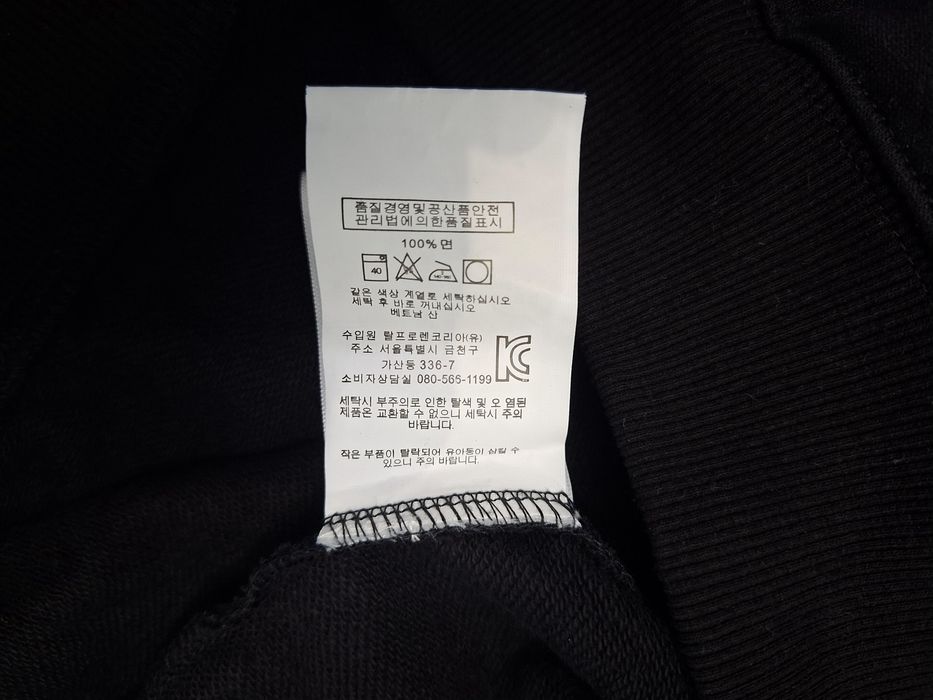 품질경영및공산품안전
관리법에의한품질표시
100% 면
40
같은 색상 계열로 세탁하십시오
세탁 후 바로 꺼내십시오
베트남 산
수입원 랄프로렌코리아(유)
주소 서울특별시 금천구
가산동 336-7
소비자상담실 080-566-1199
세탁시 부주의로 인한 탈색 및 오 염된
제품은 교환할 수 없으니 세탁시 주의
바랍니다.
작은 부품이 탈락되어 유아동이 삼킬 수
있으니 주의 바랍니다.